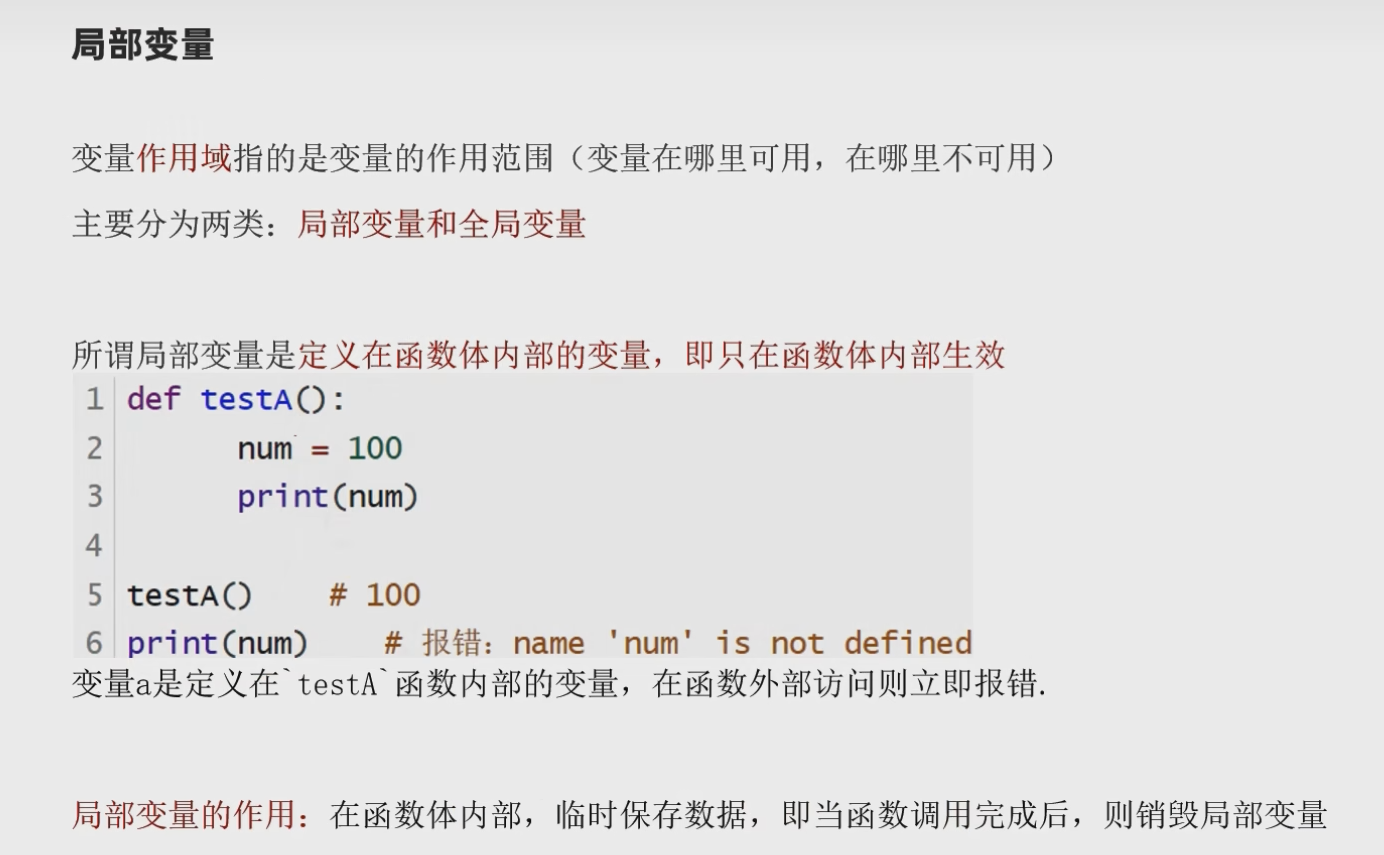 局部变量
变量作用域指的是变量的作用范围（变量在哪里可用，在哪里不可用）
主要分为两类：局部变量和全局变量
所谓局部变量是定义在函数体内部的变量，即只在函数体内部生效
1 def testA():
2       num = 100
3       print(num)
4
5 testA()    # 100
6 print(num)    # 报错：name 'num' is not defined
变量a是定义在`testA`函数内部的变量，在函数外部访问则立即报错.
局部变量的作用：在函数体内部，临时保存数据，即当函数调用完成后，则销毁局部变量